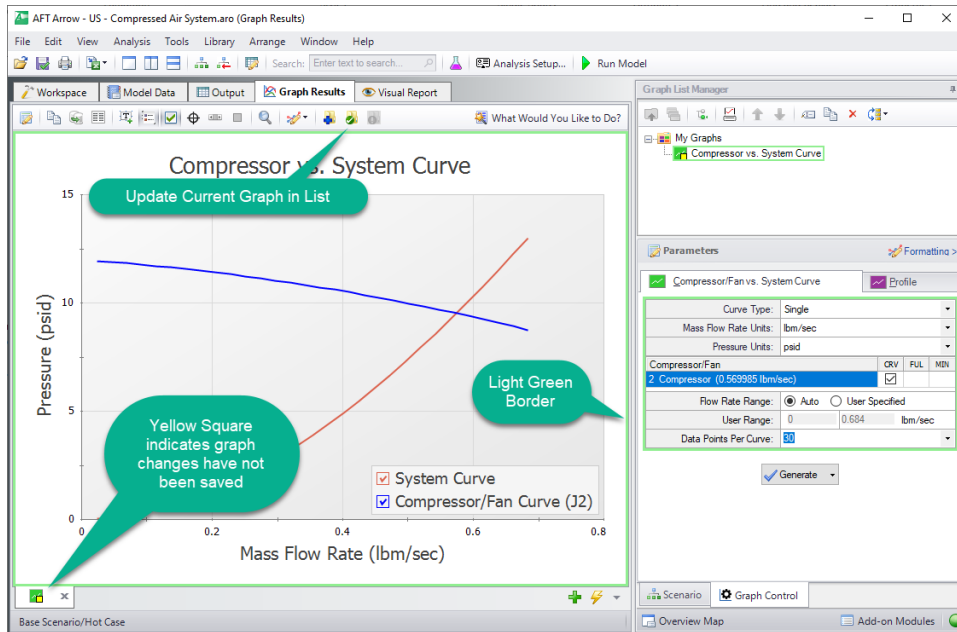 AFT Arrow - US - Compressed Air System.aro (Graph Results)
File Edit View Analysis Tools Library Arrange Window Help
Search: Enter text to search... Analysis Setup... Run Model
Workspace Model Data Output Graph Results Visual Report
What Would You Like to Do?
Compressor vs. System Curve
Update Current Graph in List
15
10
5
0
Pressure (psid)
Light Green
Border
Yellow Square
indicates graph
changes have not
been saved
System Curve
Compressor/Fan Curve (J2)
0 0.2 0.4 0.6 0.8
Mass Flow Rate (lbm/sec)
Base Scenario/Hot Case
Graph List Manager
My Graphs
Compressor vs. System Curve
Parameters Formatting >
Compressor/Fan vs. System Curve Profile
Curve Type: Single
Mass Flow Rate Units: lbm/sec
Pressure Units: psid
Compressor/Fan CRV FUL MIN
2 Compressor (0.569985 lbm/sec)
Flow Rate Range: Auto User Specified
User Range: 0 0.684 lbm/sec
Data Points Per Curve: 30
Generate
Scenario Graph Control
Overview Map Add-on Modules